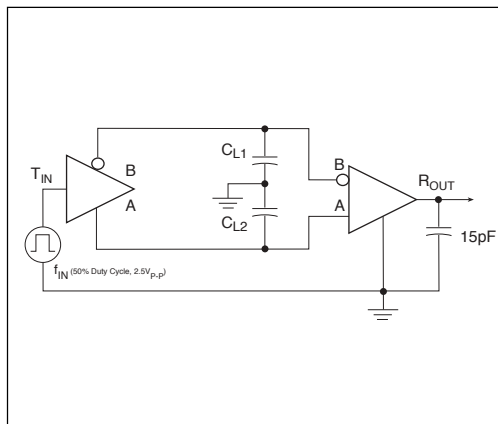 B
C_L1
B
T_IN
R_OUT
A
C_L2
A
15pF
f_IN (50% Duty Cycle, 2.5V_P-P)